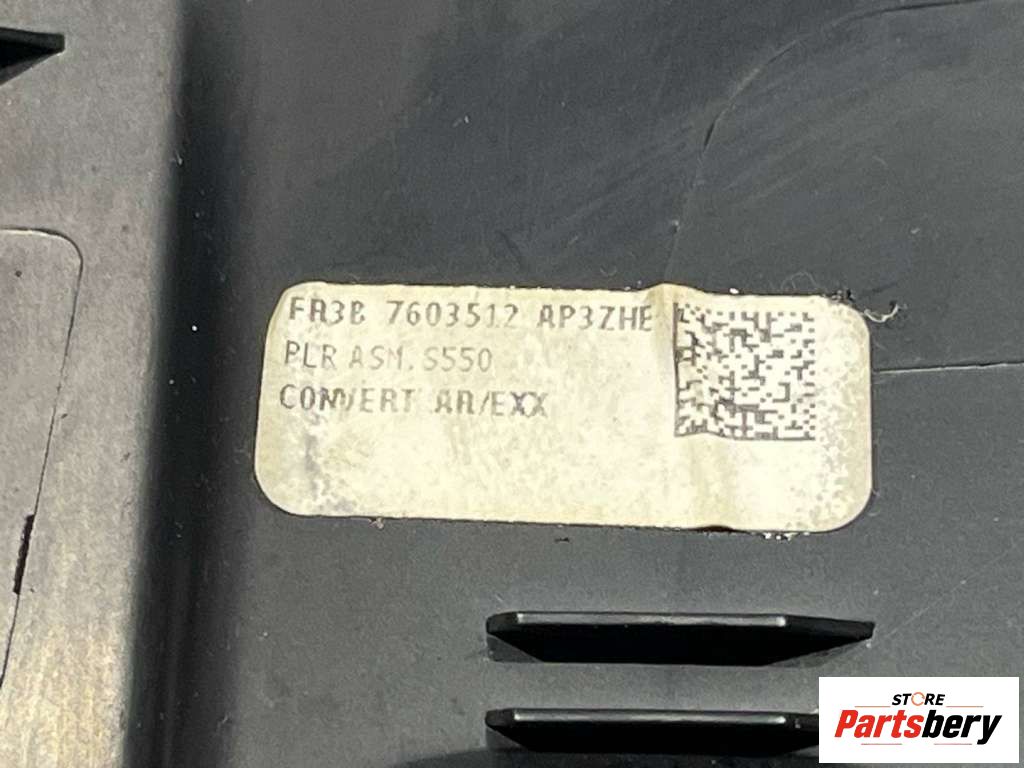 FR3B 7603512 AP3ZHE
PLR ASM, S550
CONVERT AR/EXX
STORE
Partsbery